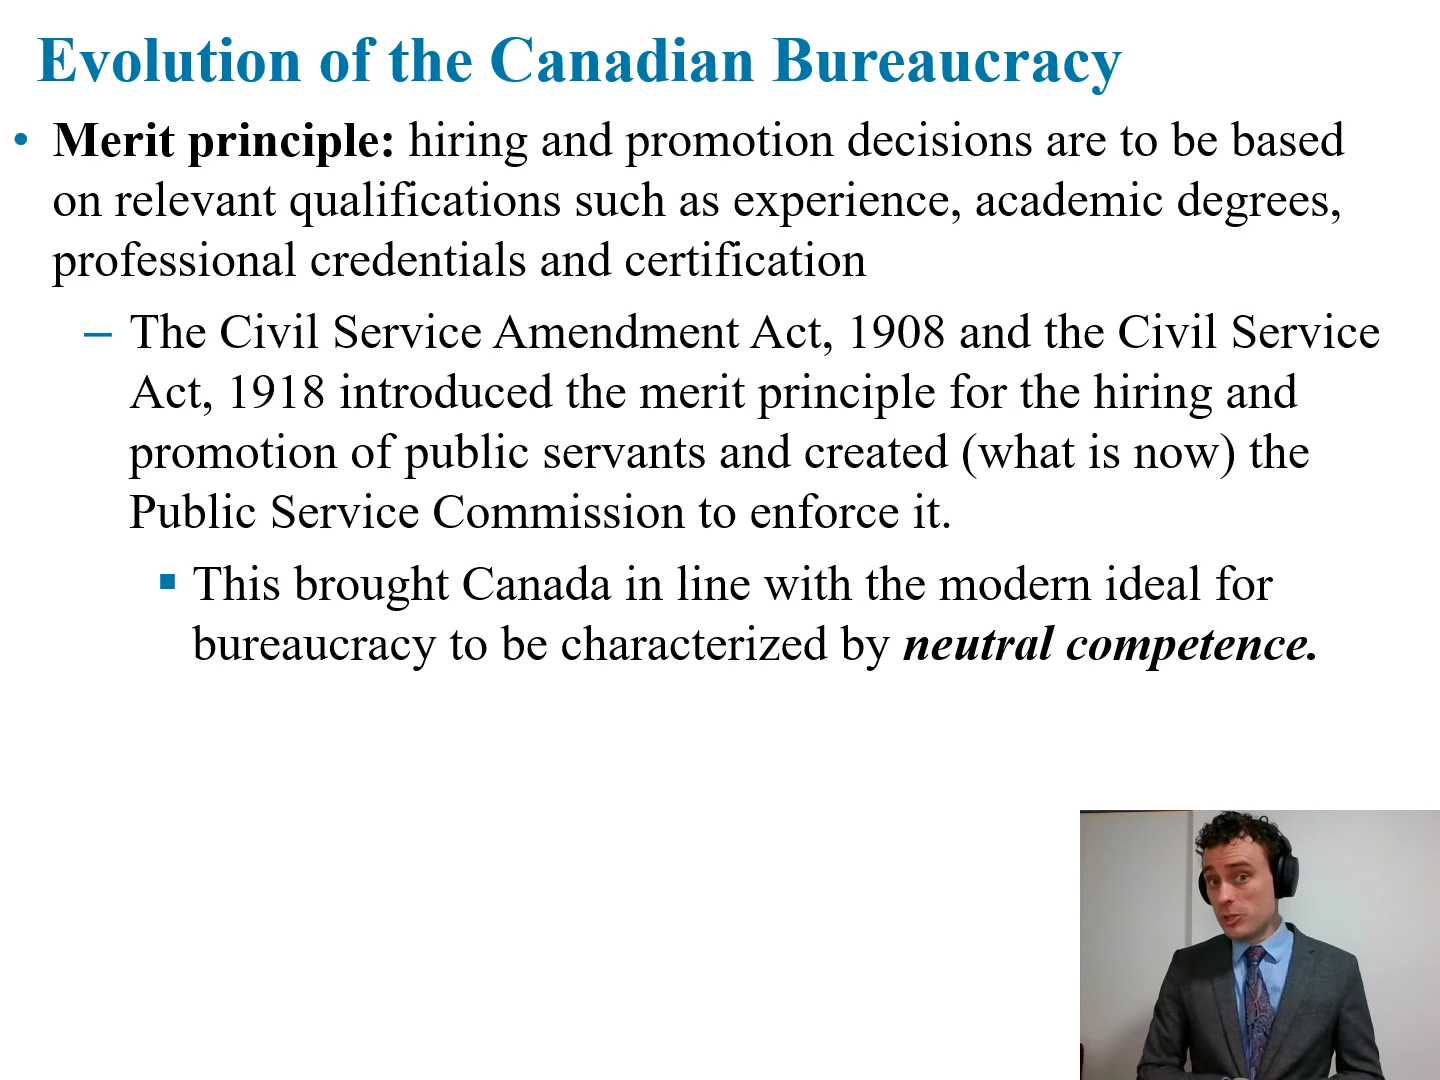 Evolution of the Canadian Bureaucracy
• Merit principle: hiring and promotion decisions are to be based
on relevant qualifications such as experience, academic degrees,
professional credentials and certification
– The Civil Service Amendment Act, 1908 and the Civil Service
Act, 1918 introduced the merit principle for the hiring and
promotion of public servants and created (what is now) the
Public Service Commission to enforce it.
▪ This brought Canada in line with the modern ideal for
bureaucracy to be characterized by neutral competence.